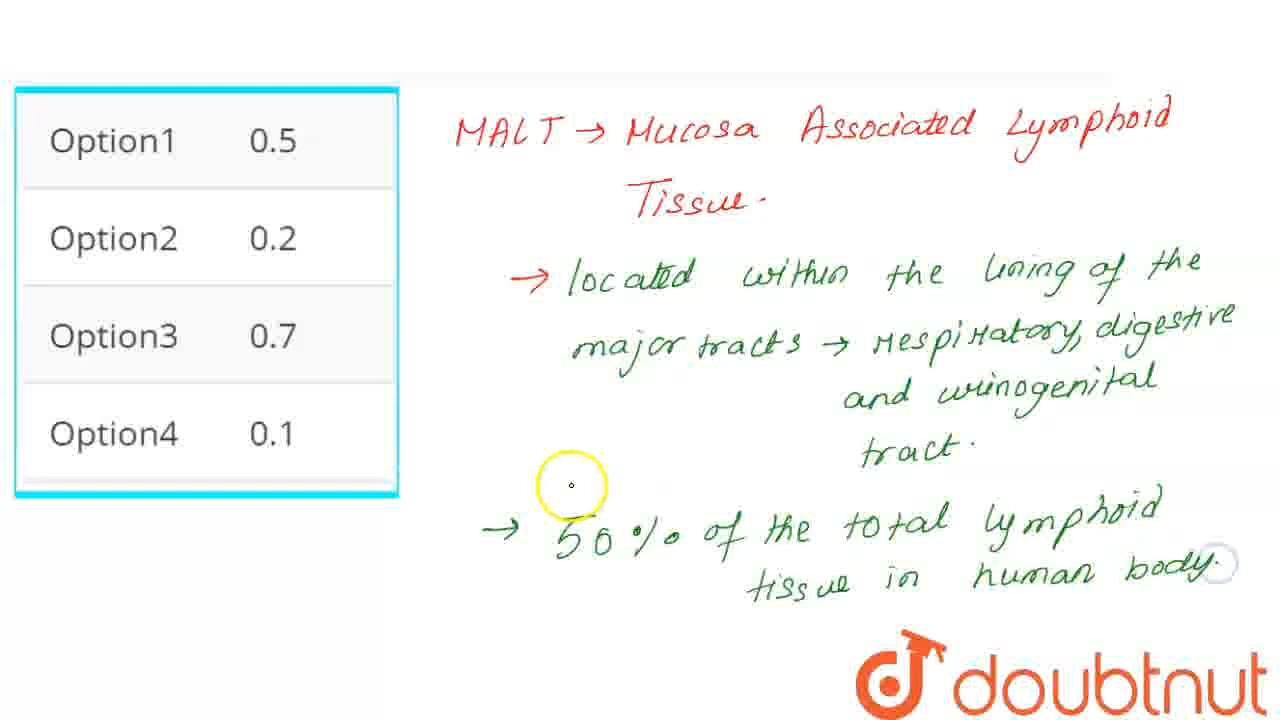 Option1 0.5
Option2 0.2
Option3 0.7
Option4 0.1
MALT → Mucosa Associated Lymphoid
Tissue.
→ located within the lining of the
major tracts → Respiratory, digestive
and urinogenital
tract.
→ 50% of the total lymphoid
tissue in human body.
doubtnut